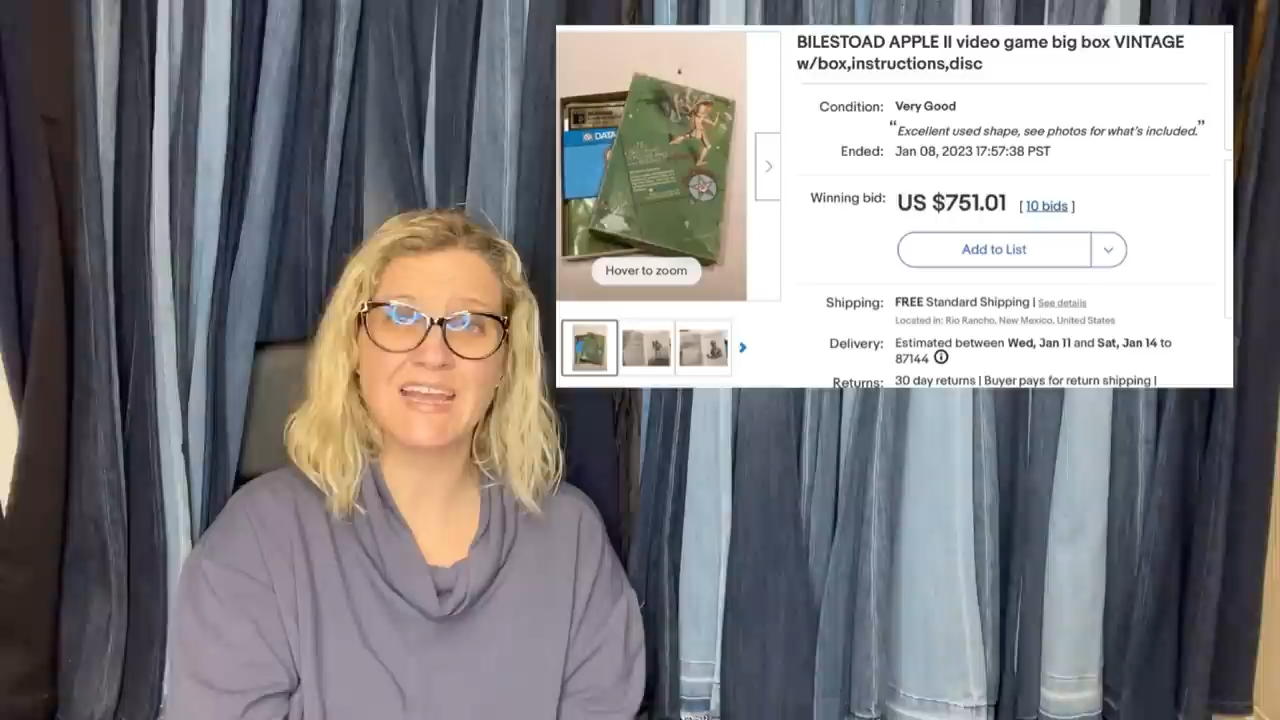 BILESTOAD APPLE II video game big box VINTAGE
w/box,instructions,disc
Condition: Very Good
“Excellent used shape, see photos for what's included.”
Ended: Jan 08, 2023 17:57:38 PST
Winning bid: US $751.01 [ 10 bids ]
Add to List
Shipping: FREE Standard Shipping | See details
Located in: Rio Rancho, New Mexico, United States
Delivery: Estimated between Wed, Jan 11 and Sat, Jan 14 to
87144
Returns: 30 day returns | Buyer pays for return shipping |
DATA
Hover to zoom